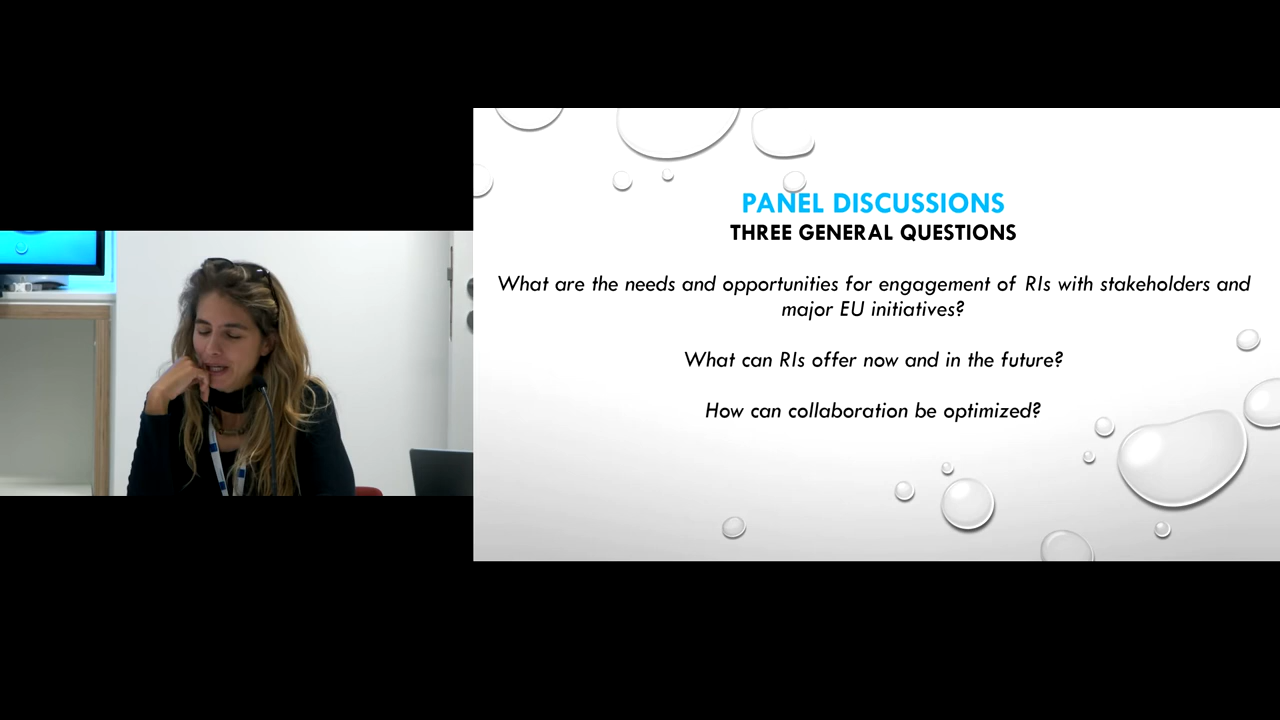 PANEL DISCUSSIONS
THREE GENERAL QUESTIONS
What are the needs and opportunities for engagement of RIs with stakeholders and
major EU initiatives?
What can RIs offer now and in the future?
How can collaboration be optimized?